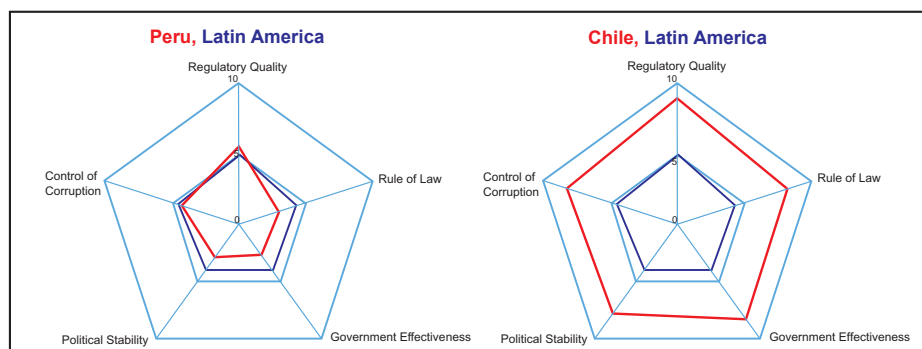 Peru, Latin America
Regulatory Quality
10
5
0
Control of
Corruption
Rule of Law
Political Stability
Government Effectiveness
Chile, Latin America
Regulatory Quality
10
5
0
Control of
Corruption
Rule of Law
Political Stability
Government Effectiveness